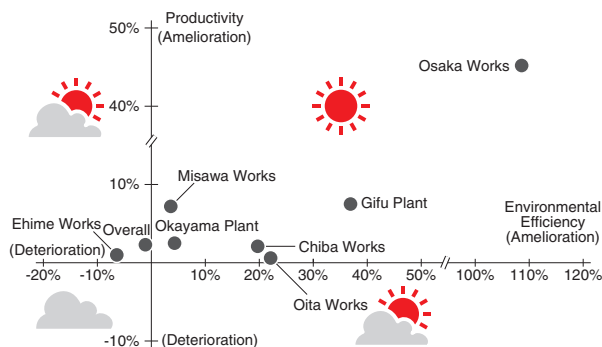 Productivity
(Amelioration)
50%
Osaka Works
40%
10%
Misawa Works
Gifu Plant
Environmental
Efficiency
(Amelioration)
Ehime Works
Overall
Okayama Plant
Chiba Works
(Deterioration)
-20%
-10%
10%
20%
30%
40%
50%
100%
110%
120%
Oita Works
-10%
(Deterioration)